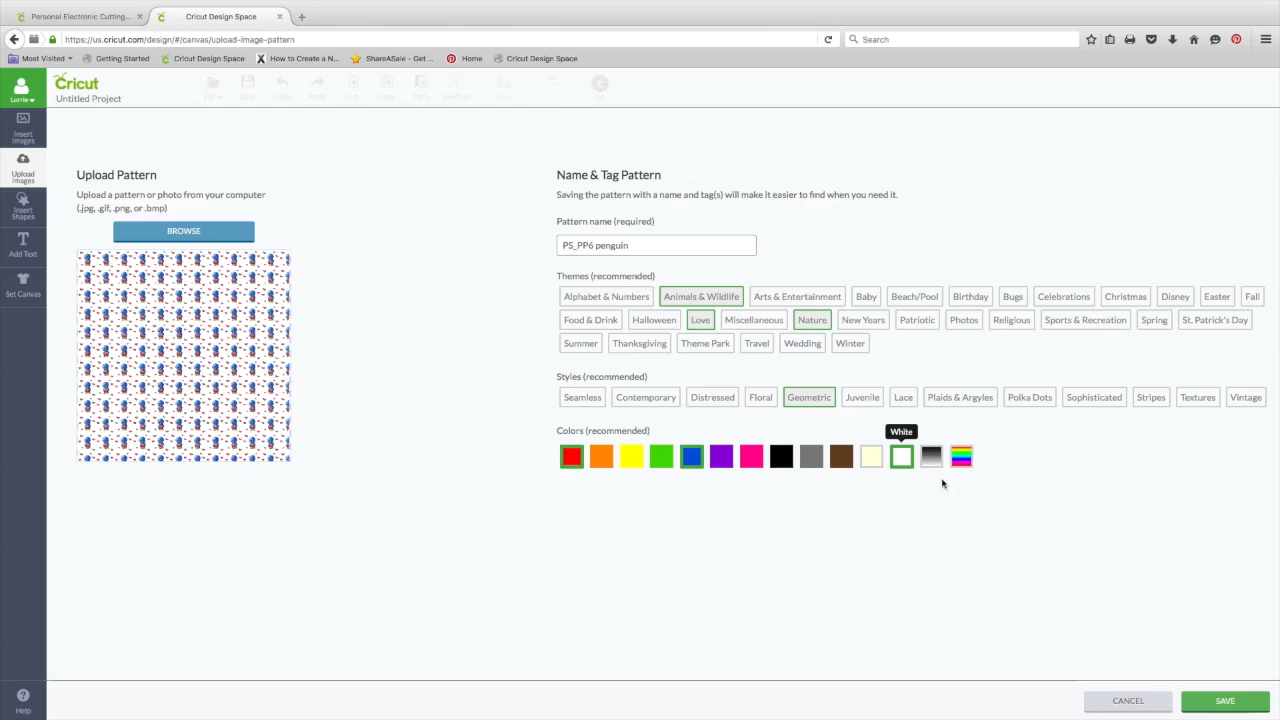 Personal Electronic Cutting...
Cricut Design Space
https://us.cricut.com/design/#/canvas/upload-image-pattern
Search
Most Visited
Getting Started
Cricut Design Space
How to Create a N...
ShareASale - Get ...
Home
Cricut Design Space
Lorrie
Cricut
Untitled Project
Insert Images
Upload Images
Insert Shapes
Add Text
Set Canvas
Help
Upload Pattern
Upload a pattern or photo from your computer
(.jpg, .gif, .png, or .bmp)
BROWSE
Name & Tag Pattern
Saving the pattern with a name and tag(s) will make it easier to find when you need it.
Pattern name (required)
PS_PP6 penguin
Themes (recommended)
Alphabet & Numbers Animals & Wildlife Arts & Entertainment Baby Beach/Pool Birthday Bugs Celebrations Christmas Disney Easter Fall
Food & Drink Halloween Love Miscellaneous Nature New Years Patriotic Photos Religious Sports & Recreation Spring St. Patrick's Day
Summer Thanksgiving Theme Park Travel Wedding Winter
Styles (recommended)
Seamless Contemporary Distressed Floral Geometric Juvenile Lace Plaids & Argyles Polka Dots Sophisticated Stripes Textures Vintage
Colors (recommended)
White
CANCEL
SAVE